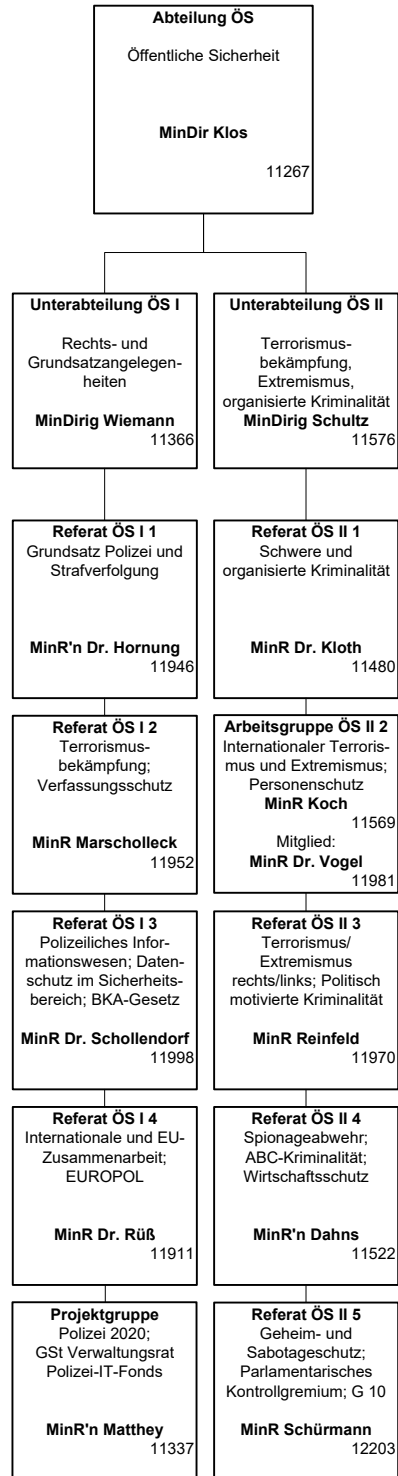 Abteilung ÖS
Öffentliche Sicherheit
MinDir Klos
11267
Unterabteilung ÖS I
Rechts- und
Grundsatzangelegen-
heiten
MinDirig Wiemann
11366
Referat ÖS I 1
Grundsatz Polizei und
Strafverfolgung
MinR'n Dr. Hornung
11946
Referat ÖS I 2
Terrorismus-
bekämpfung;
Verfassungsschutz
MinR Marscholleck
11952
Referat ÖS I 3
Polizeiliches Infor-
mationswesen; Daten-
schutz im Sicherheits-
bereich; BKA-Gesetz
MinR Dr. Schollendorf
11998
Referat ÖS I 4
Internationale und EU-
Zusammenarbeit;
EUROPOL
MinR Dr. Rüß
11911
Projektgruppe
Polizei 2020;
GSt Verwaltungsrat
Polizei-IT-Fonds
MinR'n Matthey
11337
Unterabteilung ÖS II
Terrorismus-
bekämpfung,
Extremismus,
organisierte Kriminalität
MinDirig Schultz
11576
Referat ÖS II 1
Schwere und
organisierte Kriminalität
MinR Dr. Kloth
11480
Arbeitsgruppe ÖS II 2
Internationaler Terroris-
mus und Extremismus;
Personenschutz
MinR Koch
11569
Mitglied:
MinR Dr. Vogel
11981
Referat ÖS II 3
Terrorismus/
Extremismus
rechts/links; Politisch
motivierte Kriminalität
MinR Reinfeld
11970
Referat ÖS II 4
Spionageabwehr;
ABC-Kriminalität;
Wirtschaftsschutz
MinR'n Dahns
11522
Referat ÖS II 5
Geheim- und
Sabotageschutz;
Parlamentarisches
Kontrollgremium; G 10
MinR Schürmann
12203